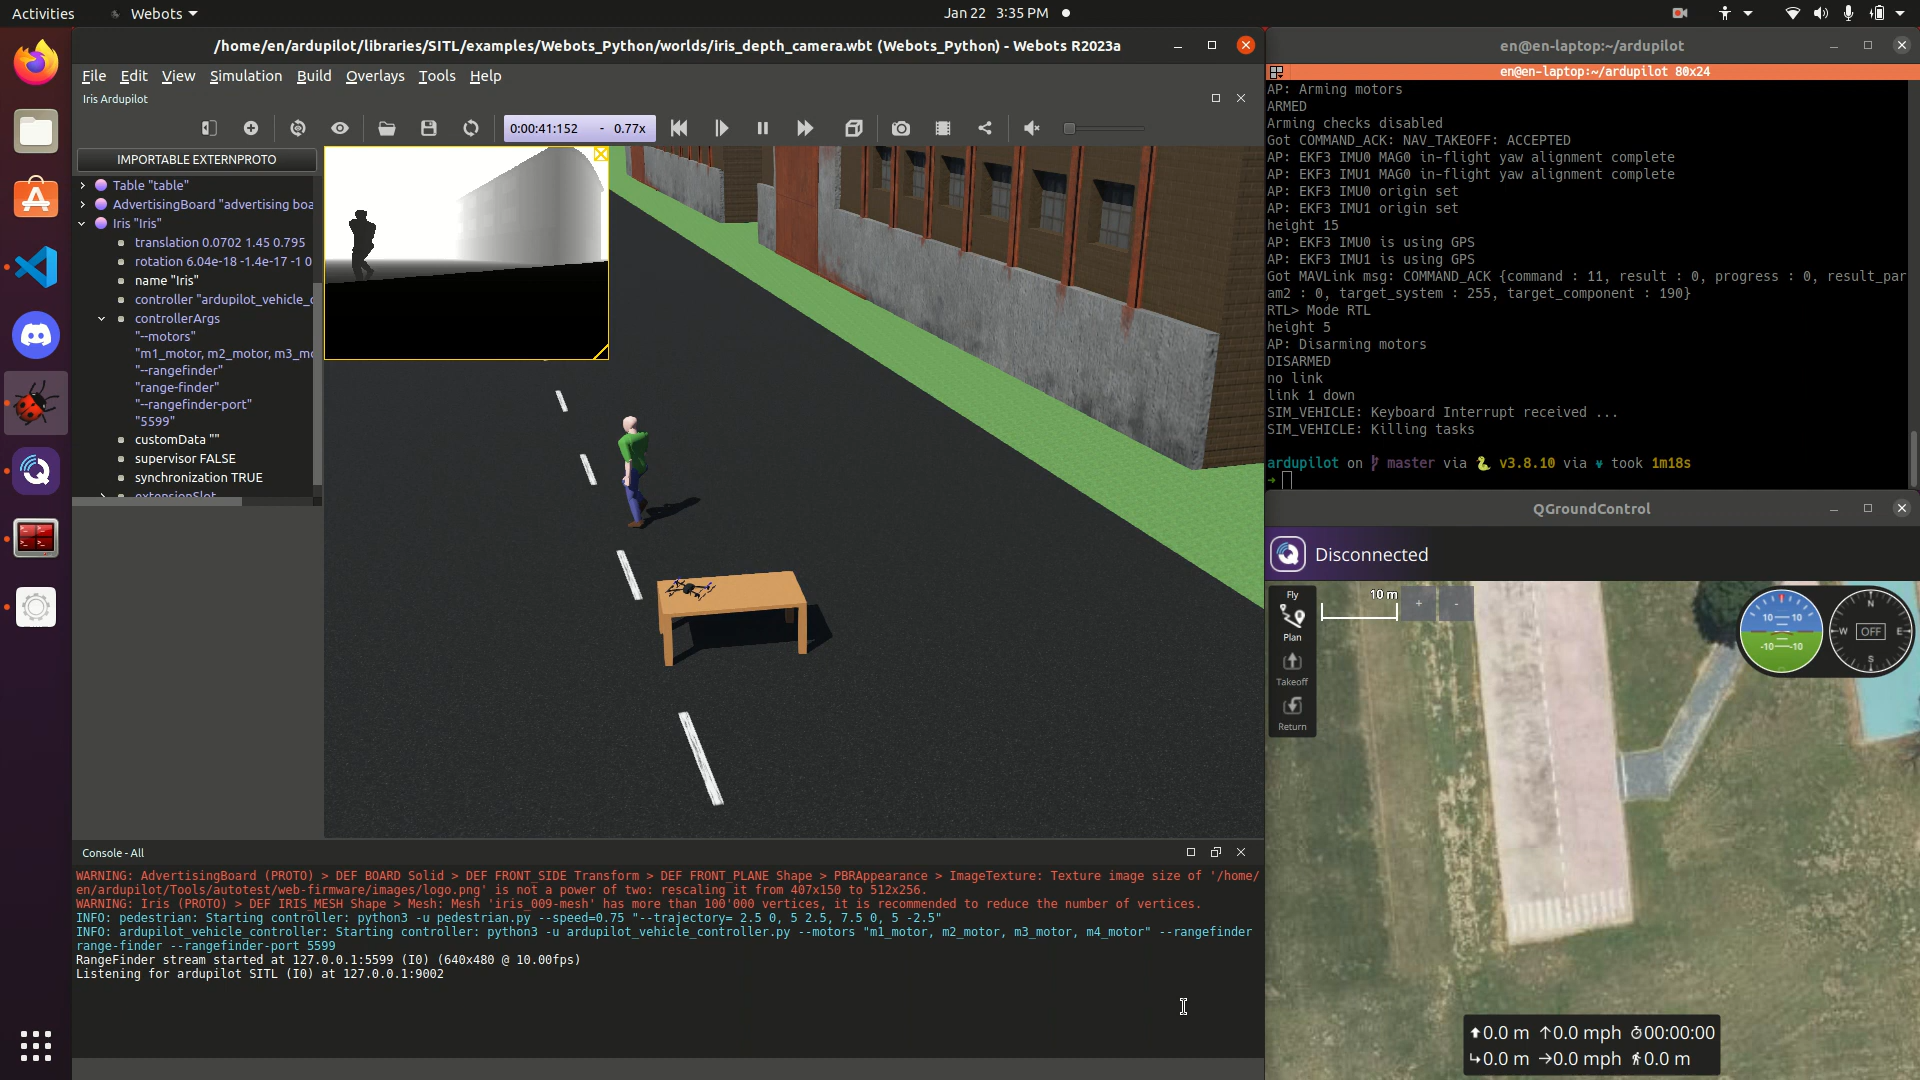 Activities
Webots
Jan 22 3:35 PM
/home/en/ardupilot/libraries/SITL/examples/Webots_Python/worlds/iris_depth_camera.wbt (Webots_Python) - Webots R2023a
File Edit View Simulation Build Overlays Tools Help
Iris Ardupilot
0:00:41:152 - 0.77x
IMPORTABLE EXTERNPROTO
Table "table"
AdvertisingBoard "advertising boa
Iris "Iris"
translation 0.0702 1.45 0.795
rotation 6.04e-18 -1.4e-17 -1 0
name "Iris"
controller "ardupilot_vehicle_c
controllerArgs
"--motors"
"m1_motor, m2_motor, m3_mo
"--rangefinder"
"range-finder"
"--rangefinder-port"
"5599"
customData ""
supervisor FALSE
synchronization TRUE
extensionSlot
Console - All
WARNING: AdvertisingBoard (PROTO) > DEF BOARD Solid > DEF FRONT_SIDE Transform > DEF FRONT_PLANE Shape > PBRAppearance > ImageTexture: Texture image size of '/home/
en/ardupilot/Tools/autotest/web-firmware/images/logo.png' is not a power of two: rescaling it from 407x150 to 512x256.
WARNING: Iris (PROTO) > DEF IRIS_MESH Shape > Mesh: Mesh 'iris_009-mesh' has more than 100'000 vertices, it is recommended to reduce the number of vertices.
INFO: pedestrian: Starting controller: python3 -u pedestrian.py --speed=0.75 "--trajectory= 2.5 0, 5 2.5, 7.5 0, 5 -2.5"
INFO: ardupilot_vehicle_controller: Starting controller: python3 -u ardupilot_vehicle_controller.py --motors "m1_motor, m2_motor, m3_motor, m4_motor" --rangefinder
range-finder --rangefinder-port 5599
RangeFinder stream started at 127.0.0.1:5599 (I0) (640x480 @ 10.00fps)
Listening for ardupilot SITL (I0) at 127.0.0.1:9002
en@en-laptop:~/ardupilot
en@en-laptop:~/ardupilot 80x24
AP: Arming motors
ARMED
Arming checks disabled
Got COMMAND_ACK: NAV_TAKEOFF: ACCEPTED
AP: EKF3 IMU0 MAG0 in-flight yaw alignment complete
AP: EKF3 IMU1 MAG0 in-flight yaw alignment complete
AP: EKF3 IMU0 origin set
AP: EKF3 IMU1 origin set
height 15
AP: EKF3 IMU0 is using GPS
AP: EKF3 IMU1 is using GPS
Got MAVLink msg: COMMAND_ACK {command : 11, result : 0, progress : 0, result_par
am2 : 0, target_system : 255, target_component : 190}
RTL> Mode RTL
height 5
AP: Disarming motors
DISARMED
no link
link 1 down
SIM_VEHICLE: Keyboard Interrupt received ...
SIM_VEHICLE: Killing tasks
ardupilot on master via v3.8.10 via took 1m18s
QGroundControl
Disconnected
Fly
Plan
Takeoff
Return
10 m
+ -
10 10
-10 -10
N
W OFF E
S
0.0 m 0.0 mph 00:00:00
0.0 m 0.0 mph 0.0 m